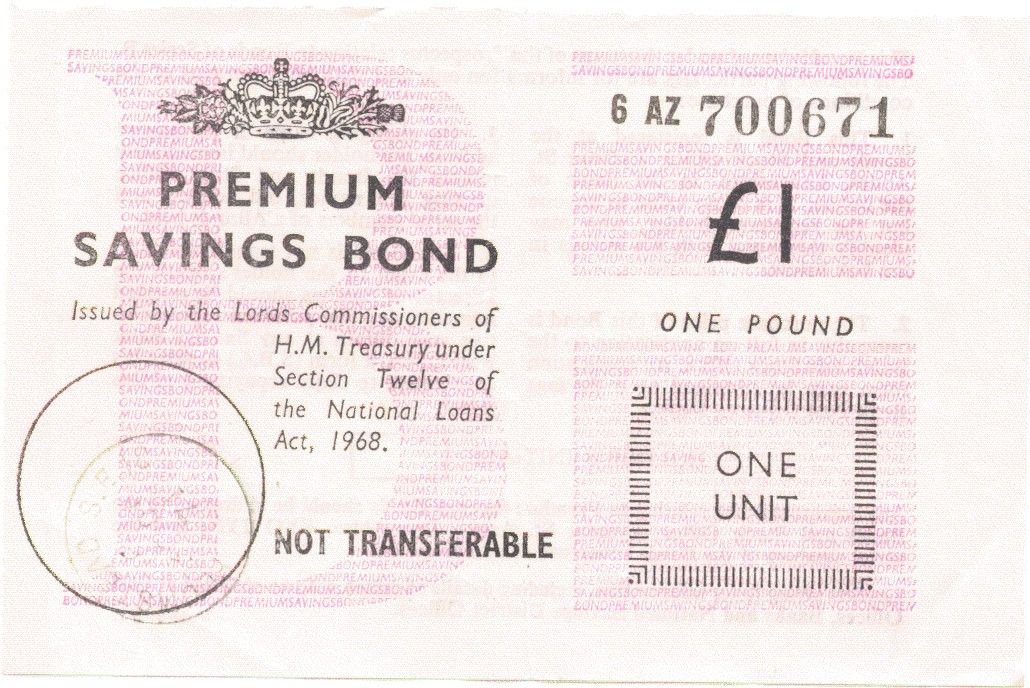 6 AZ 700671
PREMIUM
SAVINGS BOND
£1
Issued by the Lords Commissioners of
H.M. Treasury under
Section Twelve of
the National Loans
Act, 1968.
ONE POUND
ONE
UNIT
NOT TRANSFERABLE